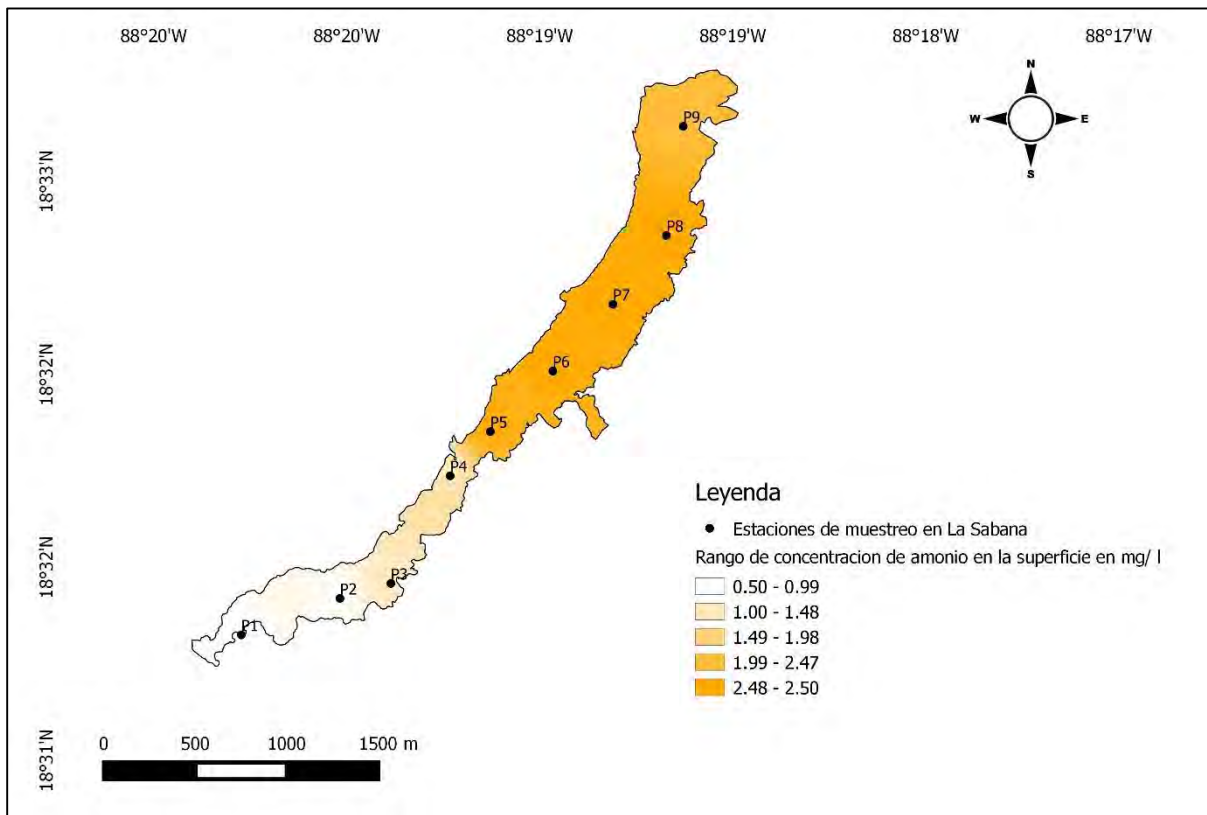 88°20'W 88°20'W 88°19'W 88°19'W 88°18'W 88°17'W
N
W E
S
18°33'N
18°32'N
18°32'N
18°31'N
P9
P8
P7
P6
P5
P4
P3
P2
P1
Leyenda
Estaciones de muestreo en La Sabana
Rango de concentracion de amonio en la superficie en mg/ l
0.50 - 0.99
1.00 - 1.48
1.49 - 1.98
1.99 - 2.47
2.48 - 2.50
0 500 1000 1500 m